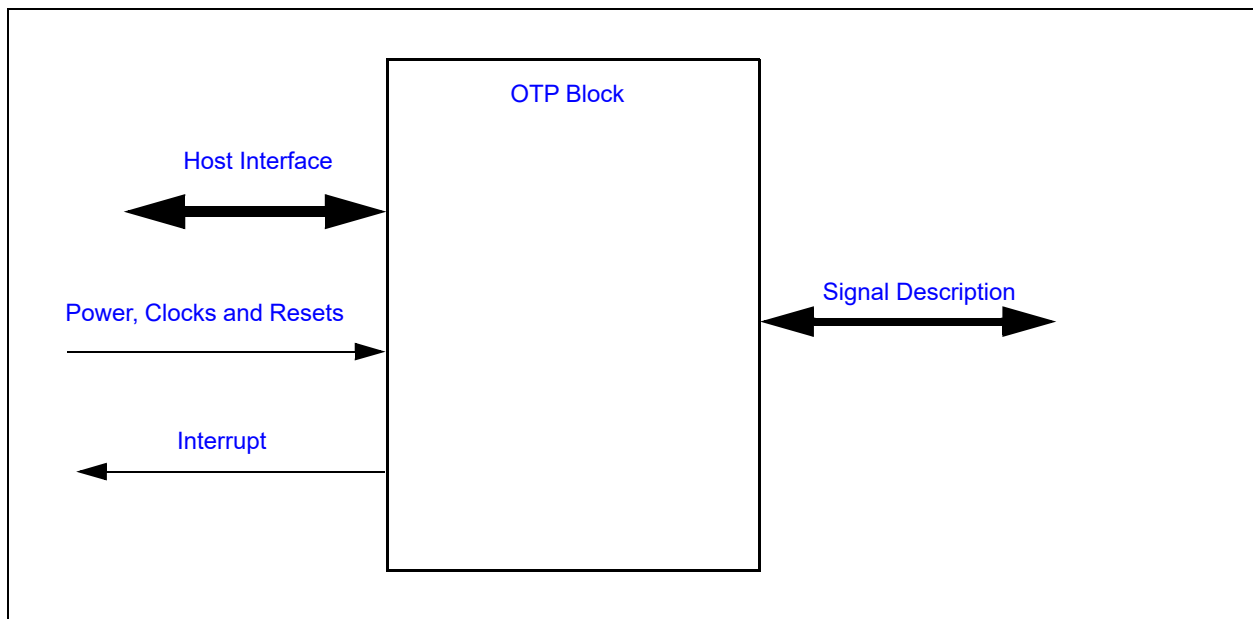 OTP Block
Host Interface
Signal Description
Power, Clocks and Resets
Interrupt